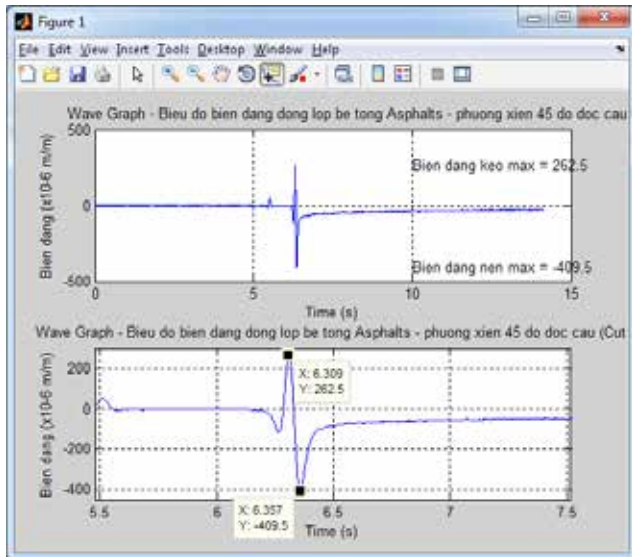 Figure 1
File Edit View Insert Tools Desktop Window Help
Wave Graph - Bieu do bien dang dong lop be tong Asphalts - phuong xien 45 do doc cau
Bien dang (x10-6 m/m)
500
0
-500
Bien dang keo max = 262.5
Bien dang nen max = -409.5
0 5 10 15
Time (s)
Wave Graph - Bieu do bien dang dong lop be tong Asphalts - phuong xien 45 do doc cau (Cut
Bien dang (x10-6 m/m)
200
0
-200
-400
X: 6.309
Y: 262.5
X: 6.357
Y: -409.5
5.5 6 6.5 7 7.5
Time (s)